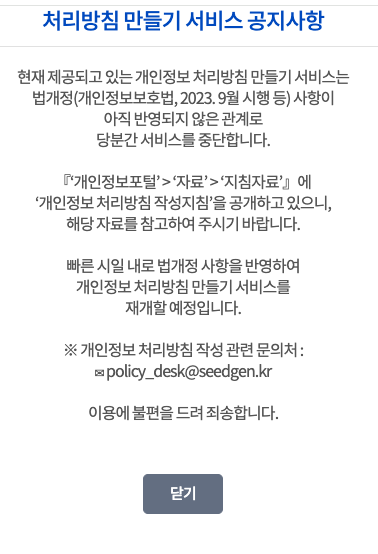 처리방침 만들기 서비스 공지사항
현재 제공되고 있는 개인정보 처리방침 만들기 서비스는
법개정(개인정보보호법, 2023. 9월 시행 등) 사항이
아직 반영되지 않은 관계로
당분간 서비스를 중단합니다.
『‘개인정보포털’ > ‘자료’ > ‘지침자료’』에
‘개인정보 처리방침 작성지침’을 공개하고 있으니,
해당 자료를 참고하여 주시기 바랍니다.
빠른 시일 내로 법개정 사항을 반영하여
개인정보 처리방침 만들기 서비스를
재개할 예정입니다.
※ 개인정보 처리방침 작성 관련 문의처 :
✉ policy_desk@seedgen.kr
이용에 불편을 드려 죄송합니다.
닫기